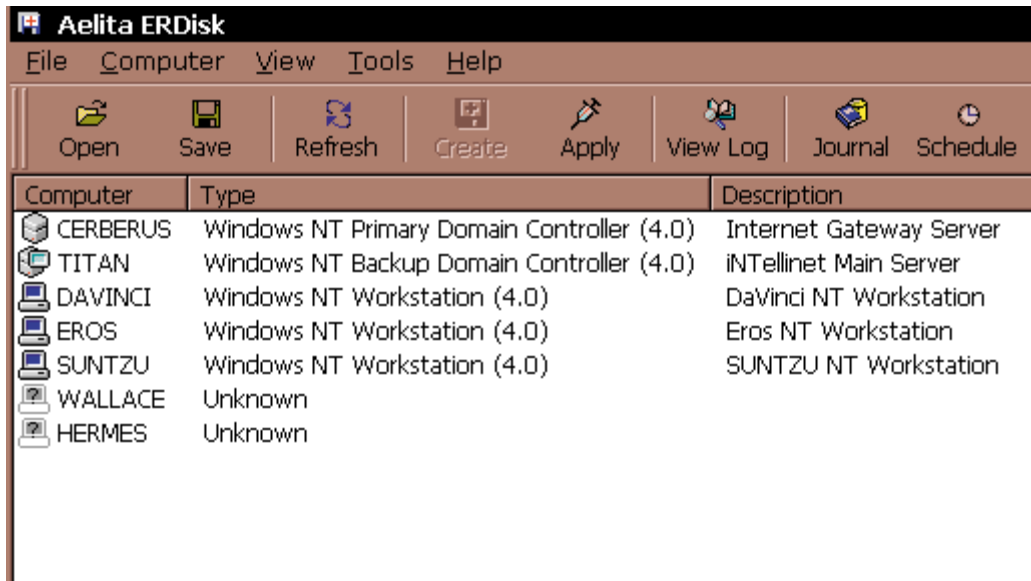 Aelita ERDisk
File Computer View Tools Help
Open Save Refresh Create Apply View Log Journal Schedule
Computer Type Description
CERBERUS Windows NT Primary Domain Controller (4.0) Internet Gateway Server
TITAN Windows NT Backup Domain Controller (4.0) iNTellinet Main Server
DAVINCI Windows NT Workstation (4.0) DaVinci NT Workstation
EROS Windows NT Workstation (4.0) Eros NT Workstation
SUNTZU Windows NT Workstation (4.0) SUNTZU NT Workstation
WALLACE Unknown
HERMES Unknown